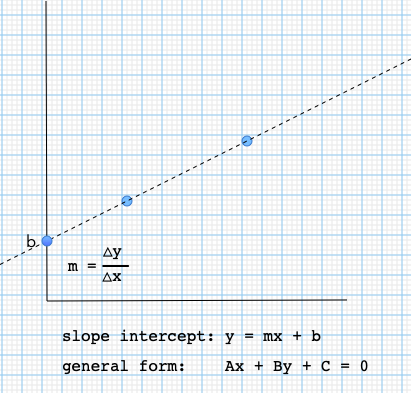 b
m = Δy/Δx
slope intercept: y = mx + b
general form: Ax + By + C = 0